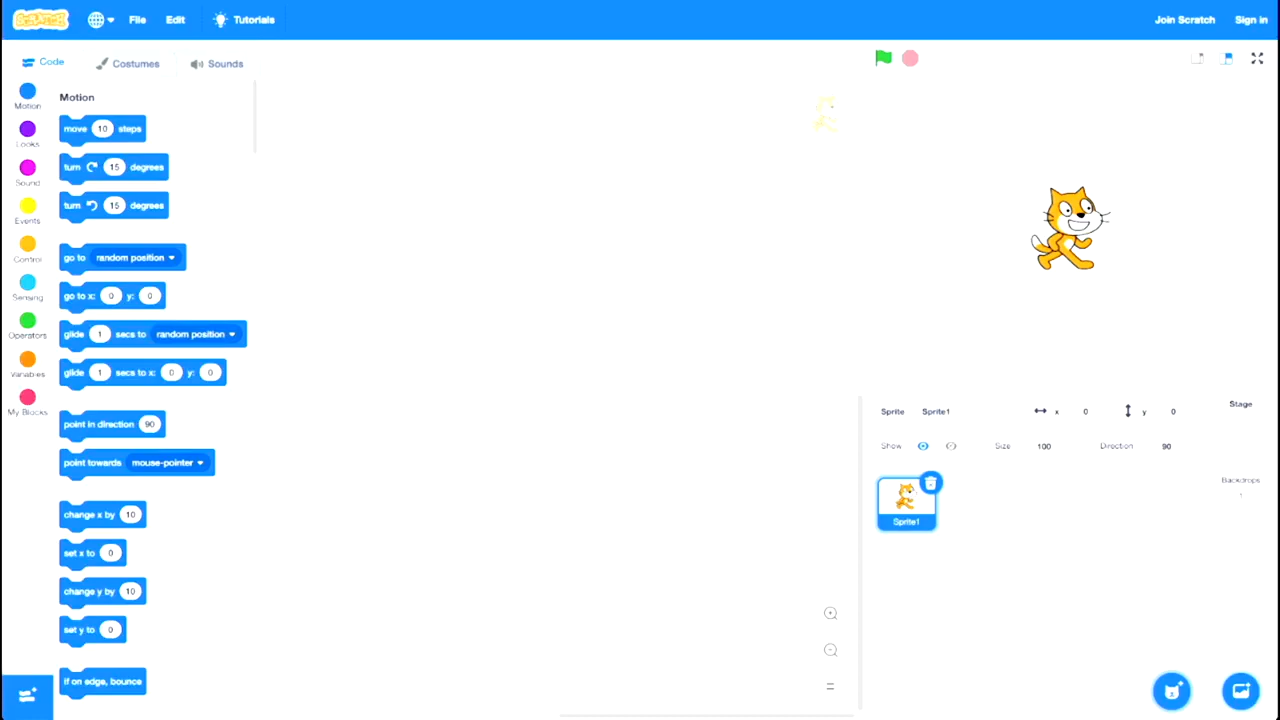 SCRATCH File Edit Tutorials Join Scratch Sign in
Code Costumes Sounds
Motion
Looks
Sound
Events
Control
Sensing
Operators
Variables
My Blocks
Motion
move 10 steps
turn 15 degrees
turn 15 degrees
go to random position
go to x: 0 y: 0
glide 1 secs to random position
glide 1 secs to x: 0 y: 0
point in direction 90
point towards mouse-pointer
change x by 10
set x to 0
change y by 10
set y to 0
if on edge, bounce
Sprite Sprite1 x 0 y 0
Show Size 100 Direction 90
Sprite1
Stage
Backdrops
1